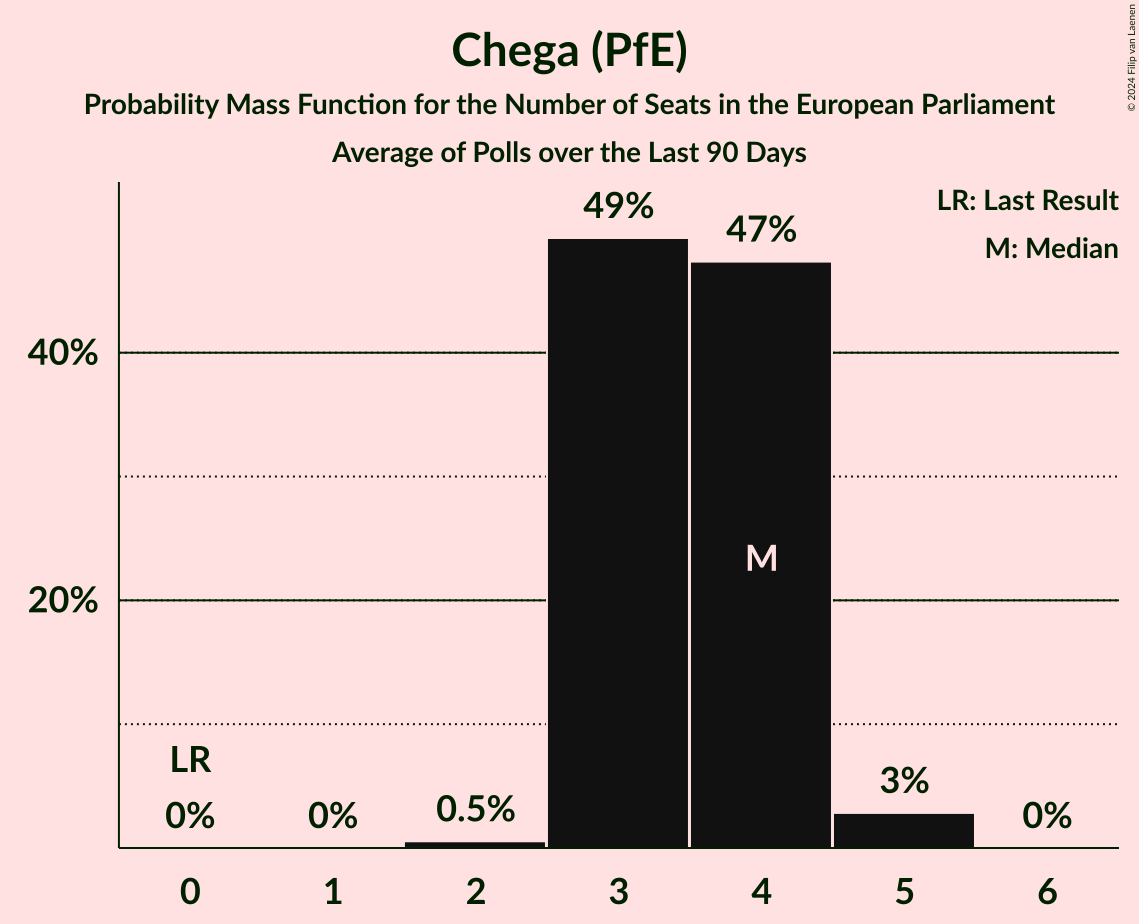 Chega (PfE)
Probability Mass Function for the Number of Seats in the European Parliament
Average of Polls over the Last 90 Days
© 2024 Filip van Laenen
LR: Last Result
M: Median
49%
47%
40%
M
20%
LR
0%
0%
0.5%
3%
0%
0
1
2
3
4
5
6